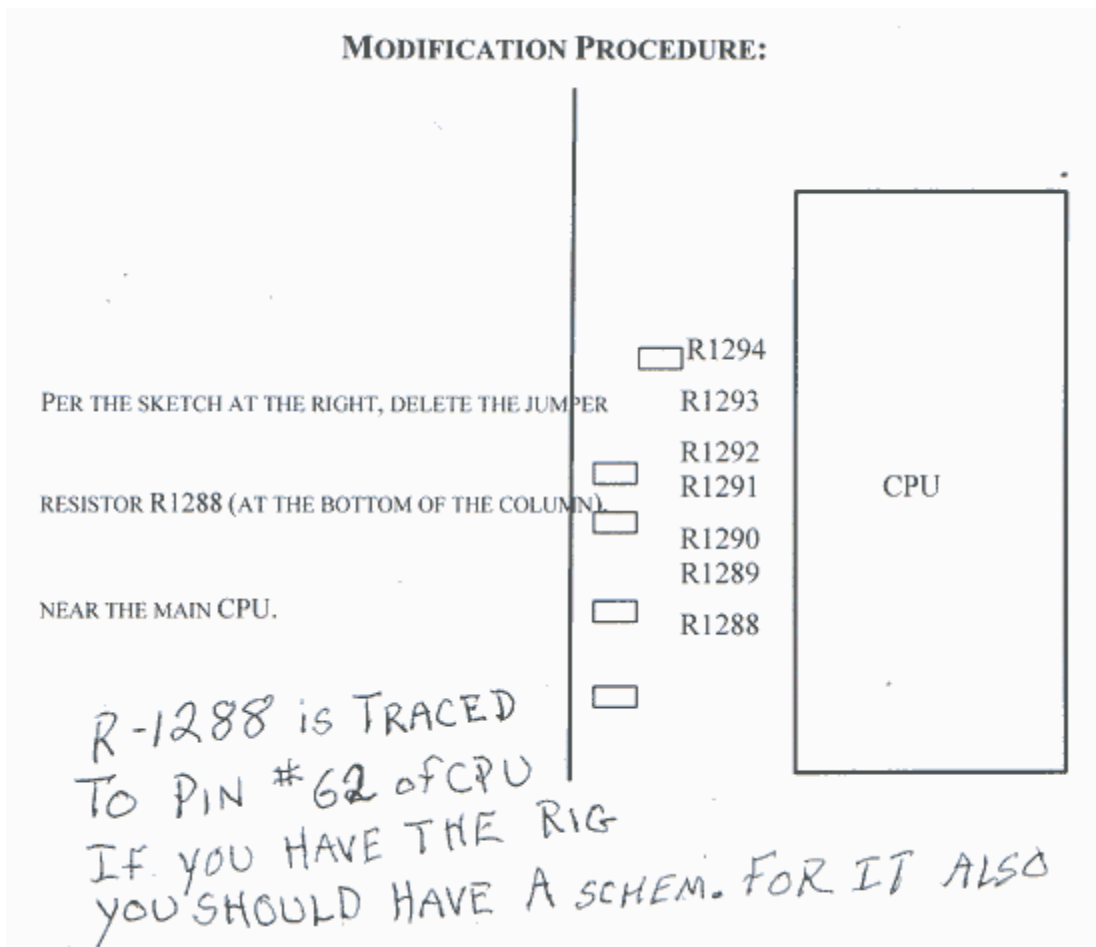 MODIFICATION PROCEDURE:
R1294
PER THE SKETCH AT THE RIGHT, DELETE THE JUMPER
R1293
R1292
R1291
CPU
RESISTOR R1288 (AT THE BOTTOM OF THE COLUMN).
R1290
R1289
NEAR THE MAIN CPU.
R1288
R-1288 is TRACED
TO PIN #62 of CPU
IF YOU HAVE THE RIG
YOU SHOULD HAVE A SCHEM. FOR IT ALSO